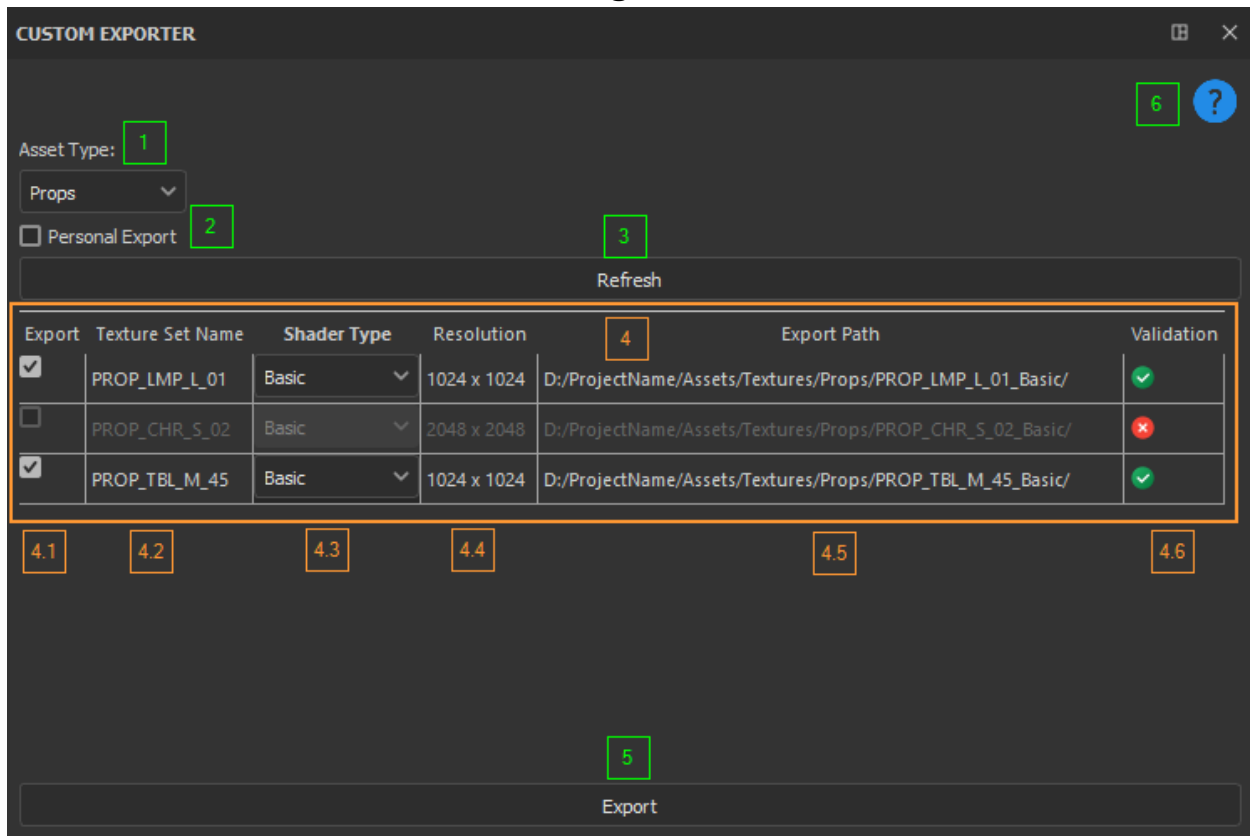 CUSTOM EXPORTER
6 ?
Asset Type: 1
Props
Personal Export 2
3
Refresh
Export Texture Set Name Shader Type Resolution 4 Export Path Validation
PROP_LMP_L_01 Basic 1024 x 1024 D:/ProjectName/Assets/Textures/Props/PROP_LMP_L_01_Basic/
PROP_CHR_S_02 Basic 2048 x 2048 D:/ProjectName/Assets/Textures/Props/PROP_CHR_S_02_Basic/
PROP_TBL_M_45 Basic 1024 x 1024 D:/ProjectName/Assets/Textures/Props/PROP_TBL_M_45_Basic/
4.1 4.2 4.3 4.4 4.5 4.6
5
Export